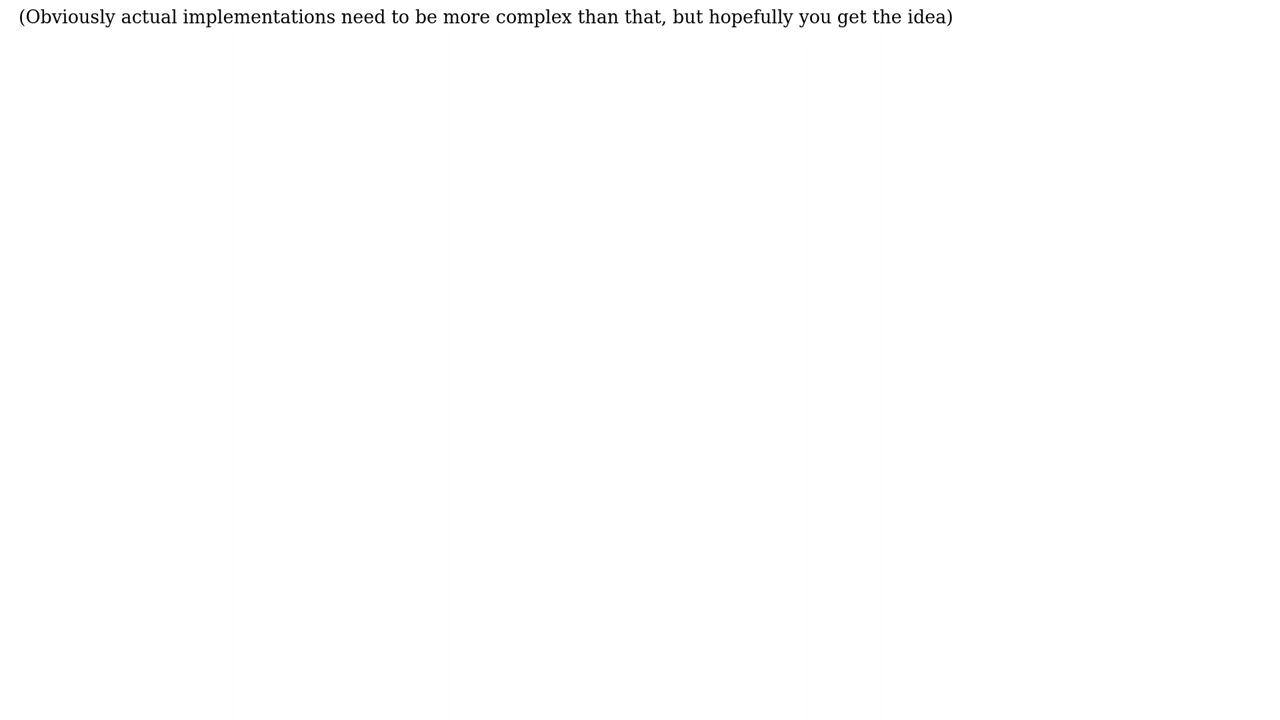 (Obviously actual implementations need to be more complex than that, but hopefully you get the idea)